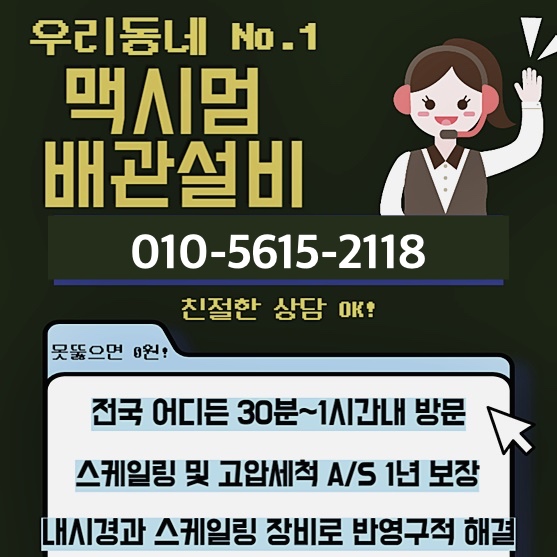 우리동네 No.1
맥시멈
배관설비
010-5615-2118
친절한 상담 OK!
못뚫으면 0원!
전국 어디든 30분~1시간내 방문
스케일링 및 고압세척 A/S 1년 보장
내시경과 스케일링 장비로 반영구적 해결